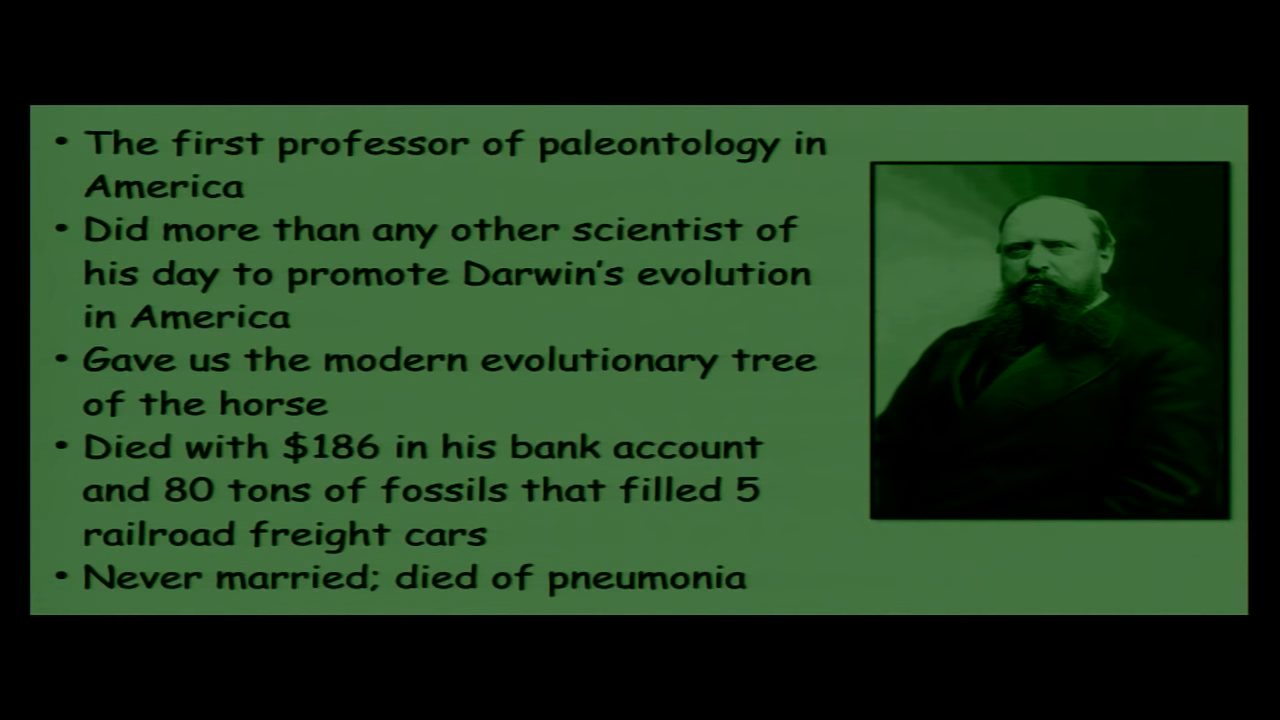 • The first professor of paleontology in
America
• Did more than any other scientist of
his day to promote Darwin's evolution
in America
• Gave us the modern evolutionary tree
of the horse
• Died with $186 in his bank account
and 80 tons of fossils that filled 5
railroad freight cars
• Never married; died of pneumonia